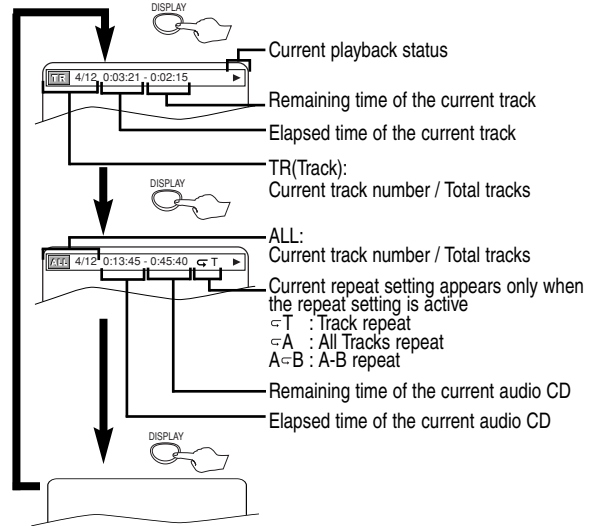 DISPLAY
Current playback status
TR 4/12 0:03:21 - 0:02:15 ►
Remaining time of the current track
Elapsed time of the current track
TR(Track):
Current track number / Total tracks
DISPLAY
ALL:
Current track number / Total tracks
ALL 4/12 0:13:45 - 0:45:40 T ►
Current repeat setting appears only when
the repeat setting is active
T : Track repeat
A : All Tracks repeat
A B : A-B repeat
Remaining time of the current audio CD
Elapsed time of the current audio CD
DISPLAY